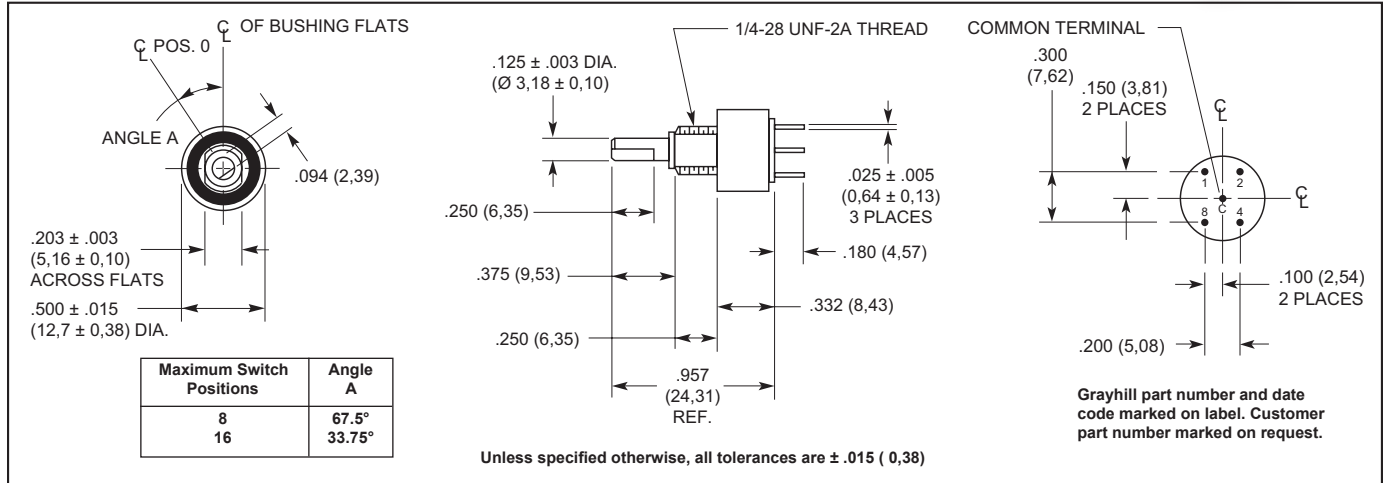 ℄ OF BUSHING FLATS
℄ POS. 0
ANGLE A
.094 (2,39)
.203 ± .003
(5,16 ± 0,10)
ACROSS FLATS
.500 ± .015
(12,7 ± 0,38) DIA.
Maximum Switch Positions Angle A
8 67.5°
16 33.75°
1/4-28 UNF-2A THREAD
.125 ± .003 DIA.
(Ø 3,18 ± 0,10)
.025 ± .005
(0,64 ± 0,13)
3 PLACES
.250 (6,35)
.180 (4,57)
.375 (9,53)
.332 (8,43)
.250 (6,35)
.957
(24,31)
REF.
Unless specified otherwise, all tolerances are ± .015 ( 0,38)
COMMON TERMINAL
.300
(7,62)
.150 (3,81)
2 PLACES
℄
1 2
℄
C
8 4
.100 (2,54)
2 PLACES
.200 (5,08)
Grayhill part number and date
code marked on label. Customer
part number marked on request.